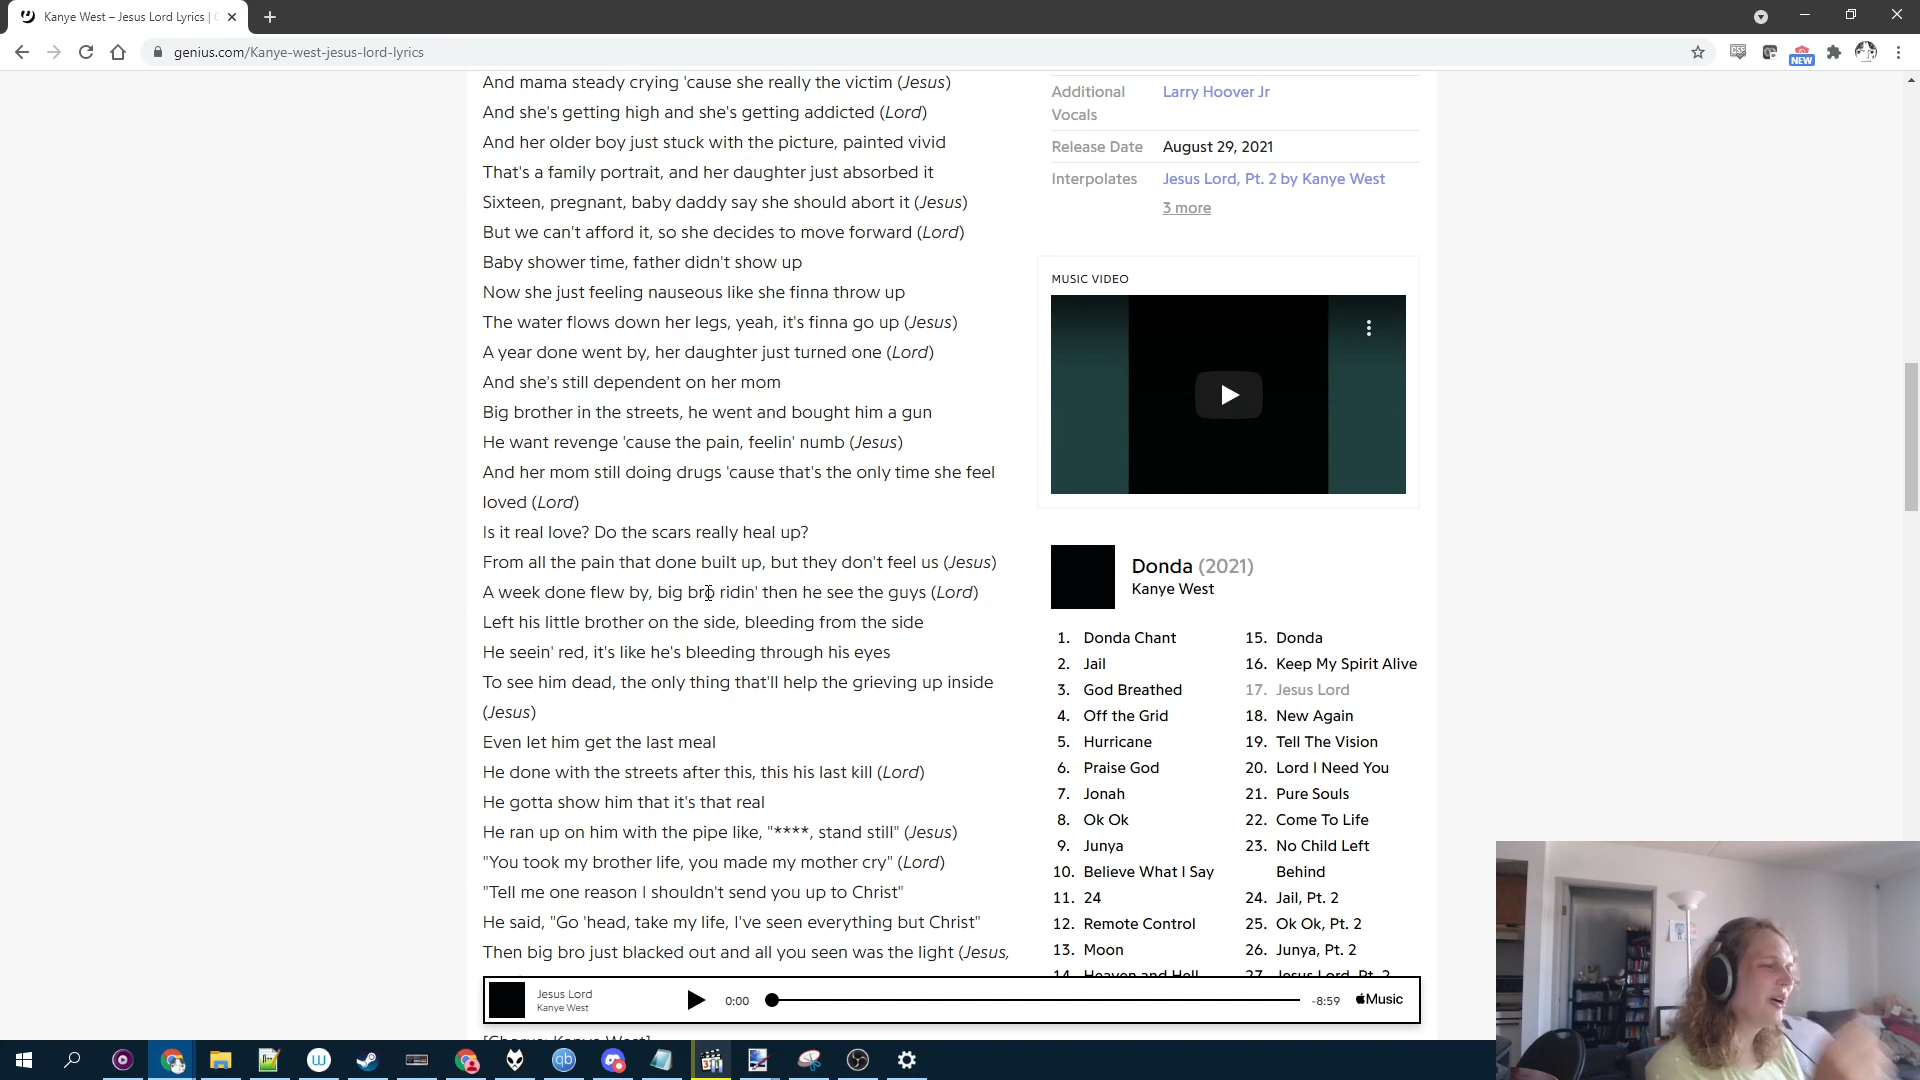 Kanye West – Jesus Lord Lyrics |
genius.com/Kanye-west-jesus-lord-lyrics
NEW
And mama steady crying 'cause she really the victim (Jesus)
And she's getting high and she's getting addicted (Lord)
And her older boy just stuck with the picture, painted vivid
That's a family portrait, and her daughter just absorbed it
Sixteen, pregnant, baby daddy say she should abort it (Jesus)
But we can't afford it, so she decides to move forward (Lord)
Baby shower time, father didn't show up
Now she just feeling nauseous like she finna throw up
The water flows down her legs, yeah, it's finna go up (Jesus)
A year done went by, her daughter just turned one (Lord)
And she's still dependent on her mom
Big brother in the streets, he went and bought him a gun
He want revenge 'cause the pain, feelin' numb (Jesus)
And her mom still doing drugs 'cause that's the only time she feel
loved (Lord)
Is it real love? Do the scars really heal up?
From all the pain that done built up, but they don't feel us (Jesus)
A week done flew by, big bro ridin' then he see the guys (Lord)
Left his little brother on the side, bleeding from the side
He seein' red, it's like he's bleeding through his eyes
To see him dead, the only thing that'll help the grieving up inside
(Jesus)
Even let him get the last meal
He done with the streets after this, this his last kill (Lord)
He gotta show him that it's that real
He ran up on him with the pipe like, "****, stand still" (Jesus)
"You took my brother life, you made my mother cry" (Lord)
"Tell me one reason I shouldn't send you up to Christ"
He said, "Go 'head, take my life, I've seen everything but Christ"
Then big bro just blacked out and all you seen was the light (Jesus,
[Chorus: Kanye West]
Additional
Vocals
Larry Hoover Jr
Release Date
August 29, 2021
Interpolates
Jesus Lord, Pt. 2 by Kanye West
3 more
MUSIC VIDEO
Donda (2021)
Kanye West
1. Donda Chant
2. Jail
3. God Breathed
4. Off the Grid
5. Hurricane
6. Praise God
7. Jonah
8. Ok Ok
9. Junya
10. Believe What I Say
11. 24
12. Remote Control
13. Moon
14. Heaven and Hell
15. Donda
16. Keep My Spirit Alive
17. Jesus Lord
18. New Again
19. Tell The Vision
20. Lord I Need You
21. Pure Souls
22. Come To Life
23. No Child Left
Behind
24. Jail, Pt. 2
25. Ok Ok, Pt. 2
26. Junya, Pt. 2
27. Jesus Lord, Pt. 2
Jesus Lord
Kanye West
0:00
-8:59
Music